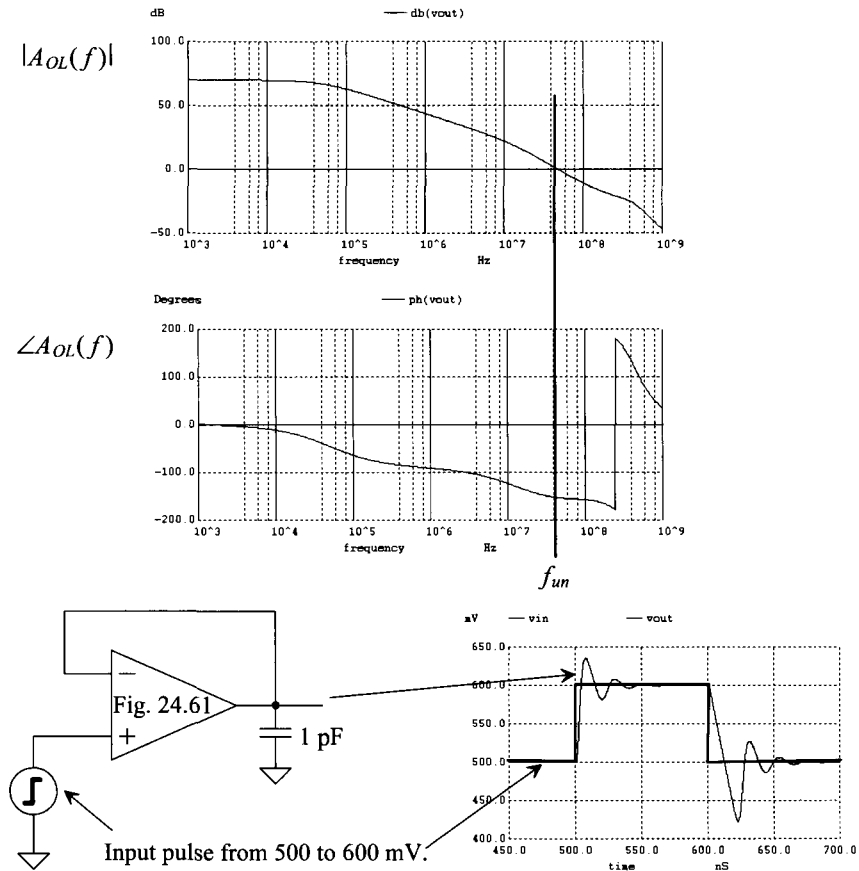 dB
db(vout)
|A_OL(f)|
100.0
50.0
0.0
-50.0
10^3 10^4 10^5 10^6 10^7 10^8 10^9
frequency Hz
Degrees
ph(vout)
∠A_OL(f)
200.0
100.0
0.0
-100.0
-200.0
10^3 10^4 10^5 10^6 10^7 10^8 10^9
frequency Hz
f_un
mV vin vout
650.0
600.0
550.0
500.0
450.0
400.0
450.0 500.0 550.0 600.0 650.0 700.0
time nS
−
Fig. 24.61
+
1 pF
Input pulse from 500 to 600 mV.